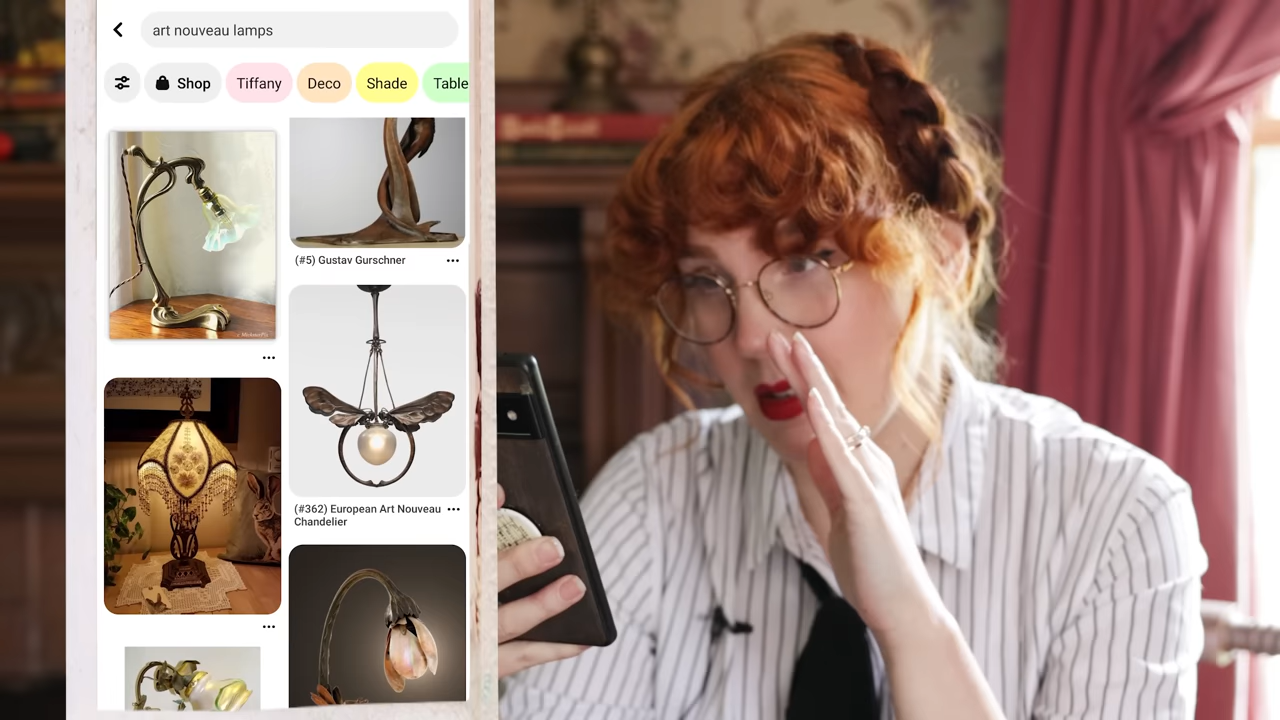 art nouveau lamps
Shop
Tiffany
Deco
Shade
Table
(#5) Gustav Gurschner
(#362) European Art Nouveau
Chandelier